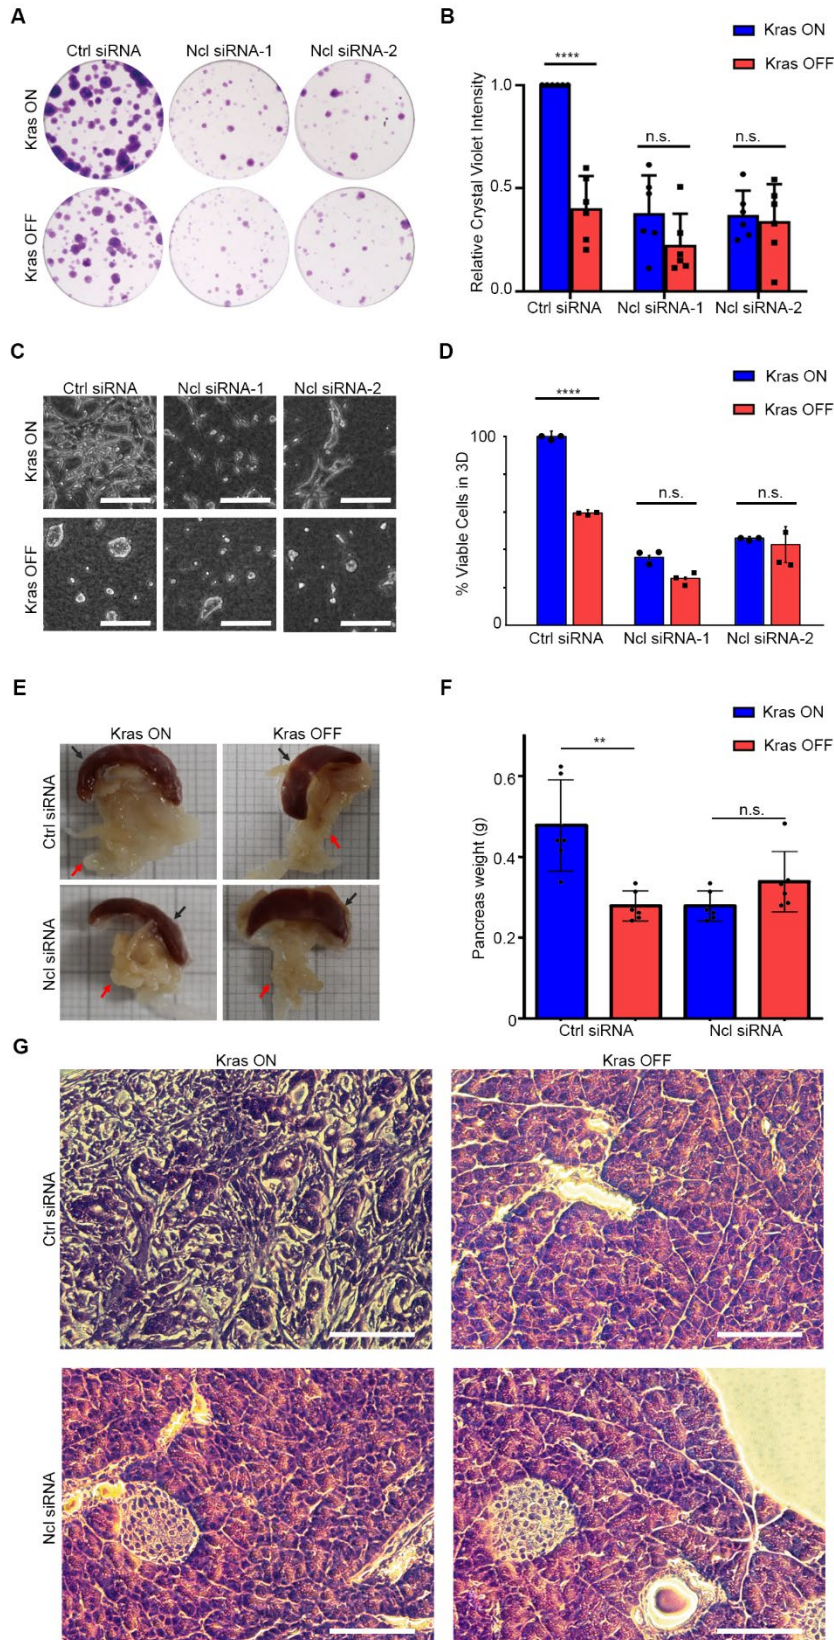 A
Ctrl siRNA Ncl siRNA-1 Ncl siRNA-2
Kras ON
Kras OFF
B
Kras ON
Kras OFF
****
n.s.
n.s.
1.0
0.5
0.0
Relative Crystal Violet Intensity
Ctrl siRNA Ncl siRNA-1 Ncl siRNA-2
C
Ctrl siRNA Ncl siRNA-1 Ncl siRNA-2
Kras ON
Kras OFF
D
Kras ON
Kras OFF
****
n.s.
n.s.
100
0
% Viable Cells in 3D
Ctrl siRNA Ncl siRNA-1 Ncl siRNA-2
E
Kras ON Kras OFF
Ctrl siRNA
Ncl siRNA
F
Kras ON
Kras OFF
**
n.s.
0.6
0.4
0.2
0
Pancreas weight (g)
Ctrl siRNA Ncl siRNA
G
Kras ON Kras OFF
Ctrl siRNA
Ncl siRNA